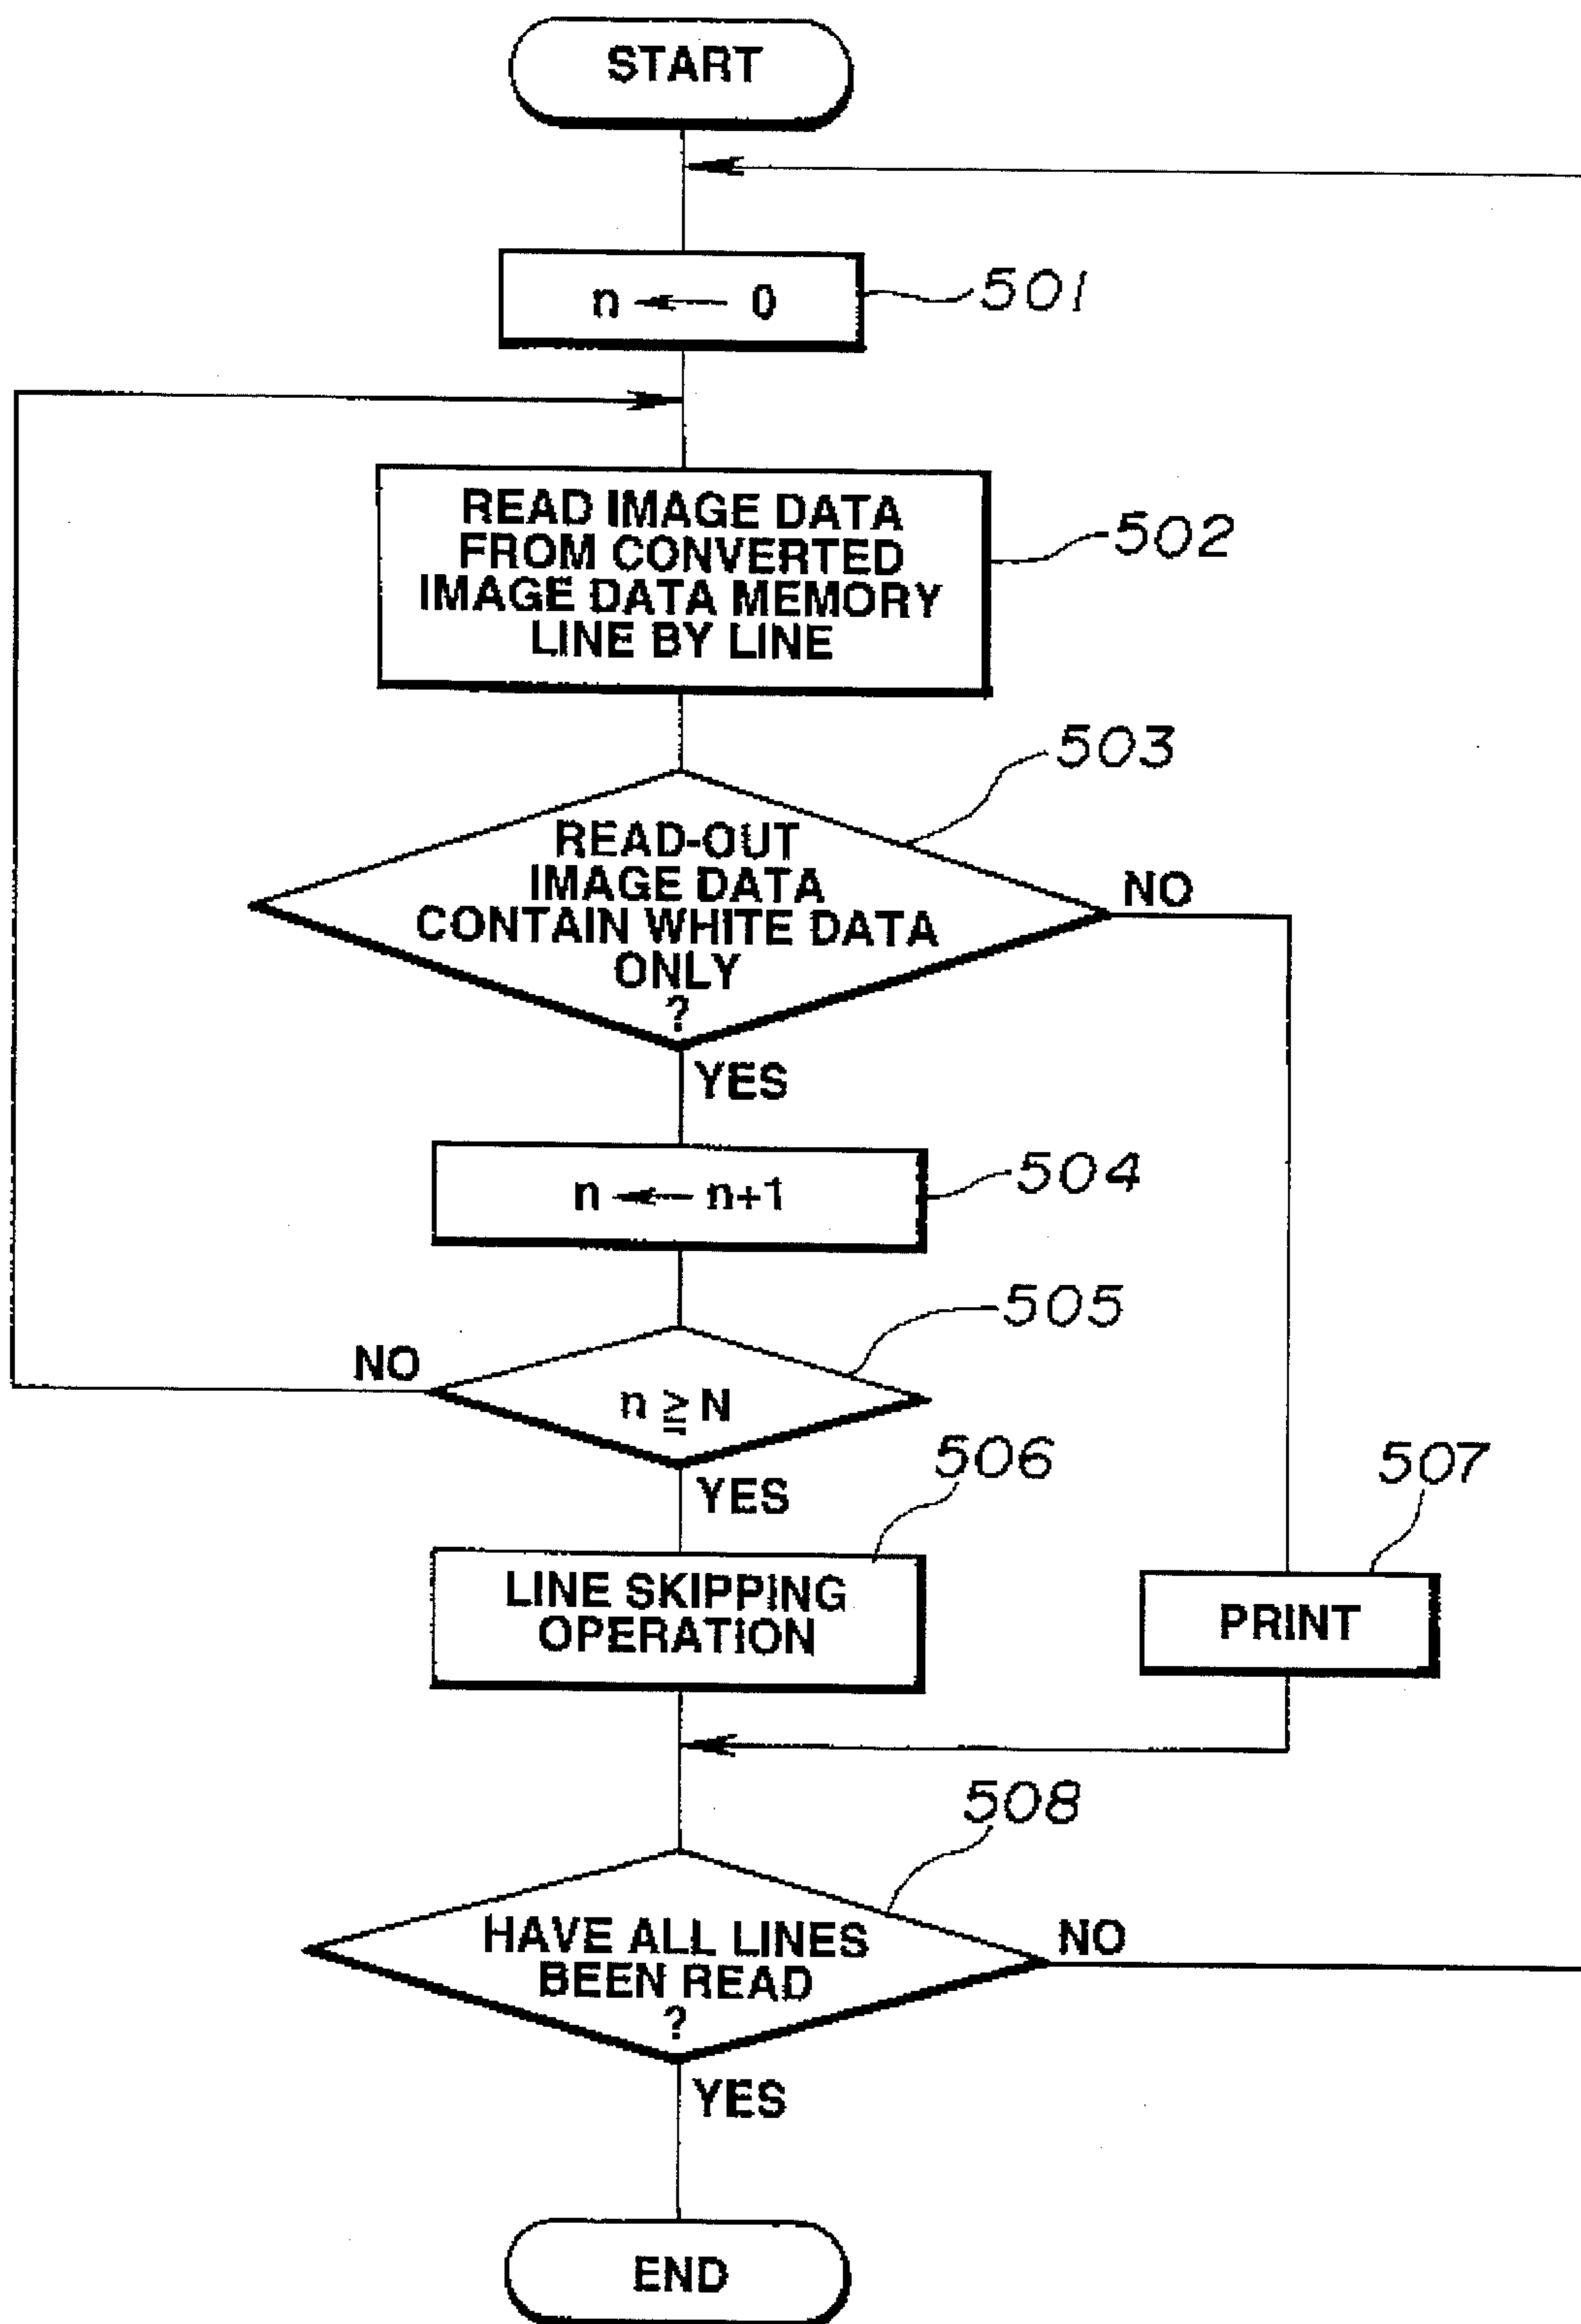 START
n ← 0
501
READ IMAGE DATA
FROM CONVERTED
IMAGE DATA MEMORY
LINE BY LINE
502
503
READ-OUT
IMAGE DATA
CONTAIN WHITE DATA
ONLY
?
NO
YES
n ← n+1
504
505
NO
n ≧ N
YES
506
507
LINE SKIPPING
OPERATION
PRINT
508
HAVE ALL LINES
BEEN READ
?
NO
YES
END